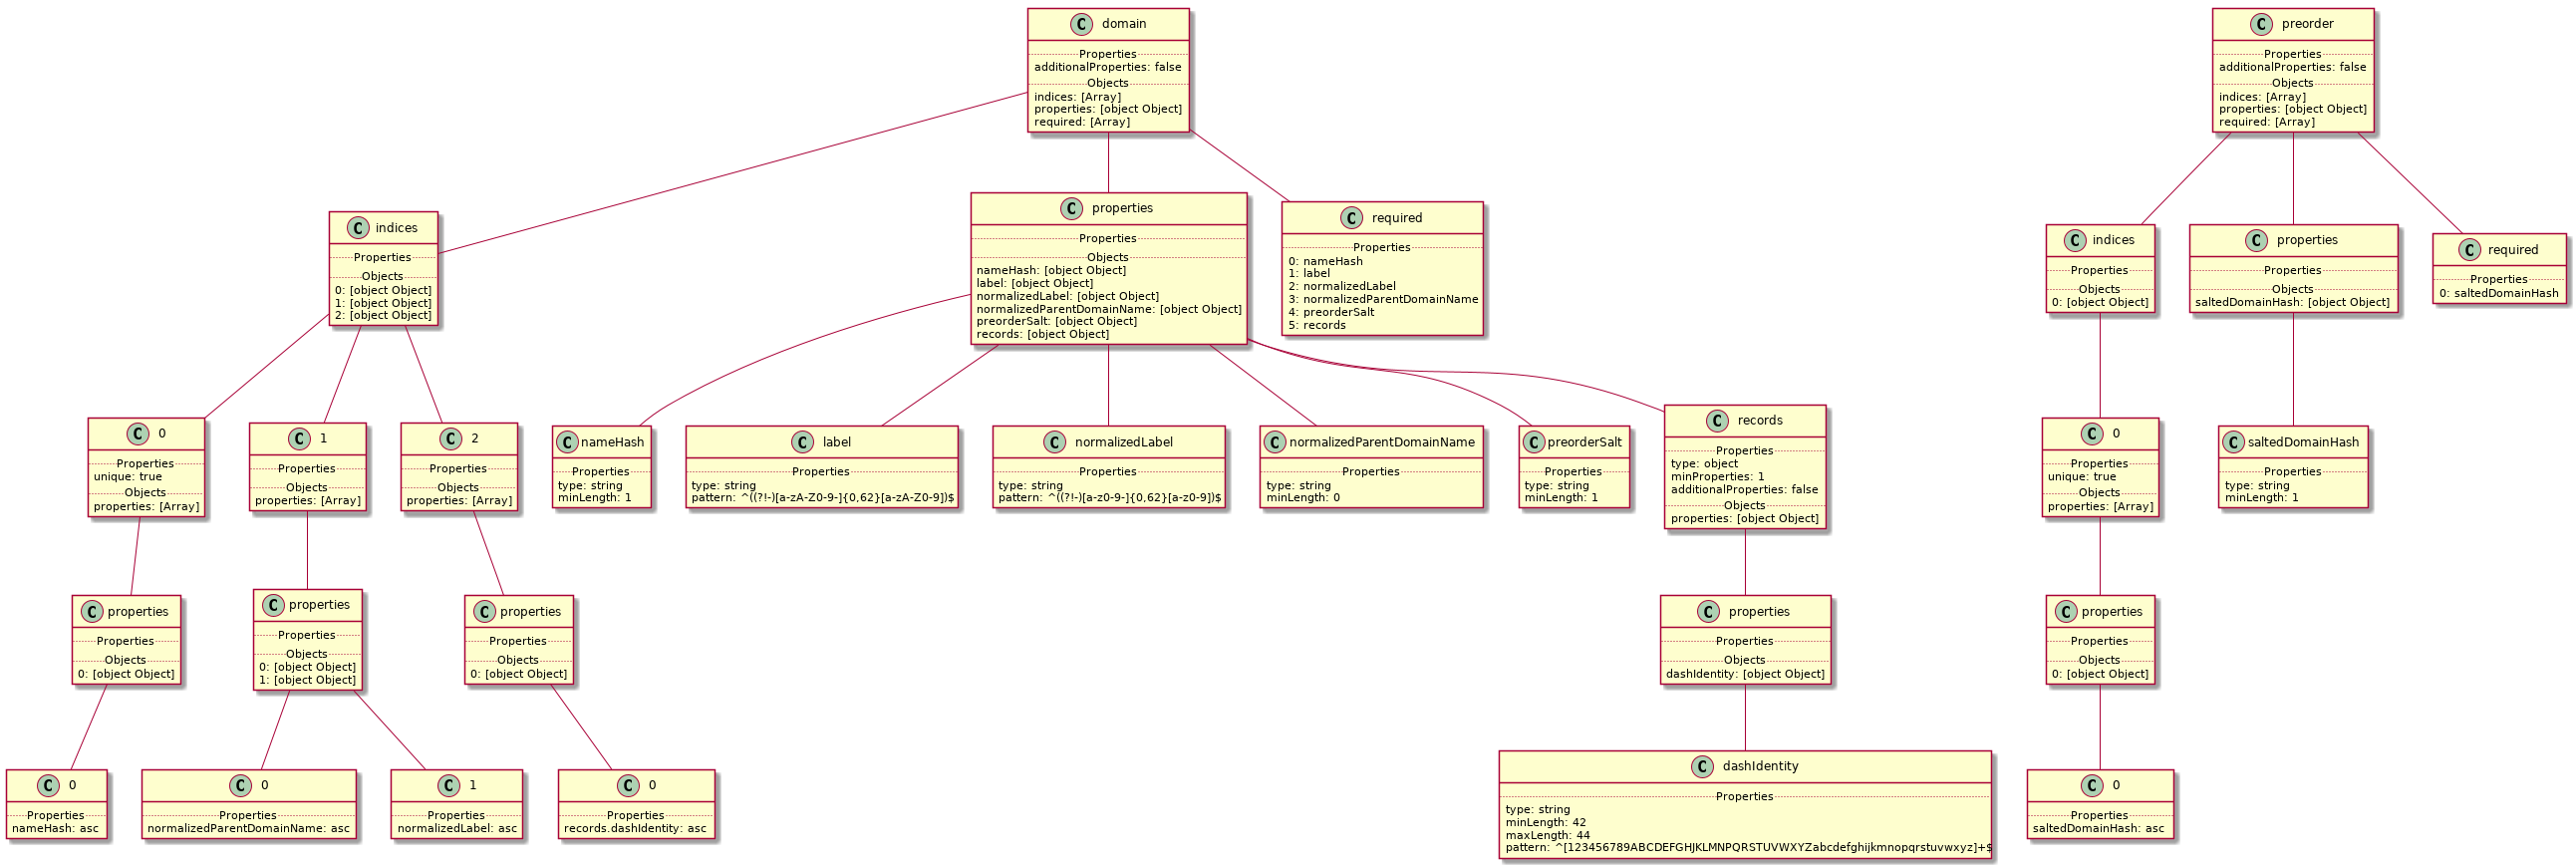 C domain
Properties
additionalProperties: false
Objects
indices: [Array]
properties: [object Object]
required: [Array]
C preorder
Properties
additionalProperties: false
Objects
indices: [Array]
properties: [object Object]
required: [Array]
C indices
Properties
Objects
0: [object Object]
1: [object Object]
2: [object Object]
C properties
Properties
Objects
nameHash: [object Object]
label: [object Object]
normalizedLabel: [object Object]
normalizedParentDomainName: [object Object]
preorderSalt: [object Object]
records: [object Object]
C required
Properties
0: nameHash
1: label
2: normalizedLabel
3: normalizedParentDomainName
4: preorderSalt
5: records
C indices
Properties
Objects
0: [object Object]
C properties
Properties
Objects
saltedDomainHash: [object Object]
C required
Properties
0: saltedDomainHash
C 0
Properties
unique: true
Objects
properties: [Array]
C 1
Properties
Objects
properties: [Array]
C 2
Properties
Objects
properties: [Array]
C nameHash
Properties
type: string
minLength: 1
C label
Properties
type: string
pattern: ^((?!-)[a-zA-Z0-9-]{0,62}[a-zA-Z0-9])$
C normalizedLabel
Properties
type: string
pattern: ^((?!-)[a-z0-9-]{0,62}[a-z0-9])$
C normalizedParentDomainName
Properties
type: string
minLength: 0
C preorderSalt
Properties
type: string
minLength: 1
C records
Properties
type: object
minProperties: 1
additionalProperties: false
Objects
properties: [object Object]
C 0
Properties
unique: true
Objects
properties: [Array]
C saltedDomainHash
Properties
type: string
minLength: 1
C properties
Properties
Objects
0: [object Object]
C properties
Properties
Objects
0: [object Object]
1: [object Object]
C properties
Properties
Objects
0: [object Object]
C properties
Properties
Objects
dashIdentity: [object Object]
C properties
Properties
Objects
0: [object Object]
C 0
Properties
nameHash: asc
C 0
Properties
normalizedParentDomainName: asc
C 1
Properties
normalizedLabel: asc
C 0
Properties
records.dashIdentity: asc
C dashIdentity
Properties
type: string
minLength: 42
maxLength: 44
pattern: ^[123456789ABCDEFGHJKLMNPQRSTUVWXYZabcdefghijkmnopqrstuvwxyz]+$
C 0
Properties
saltedDomainHash: asc